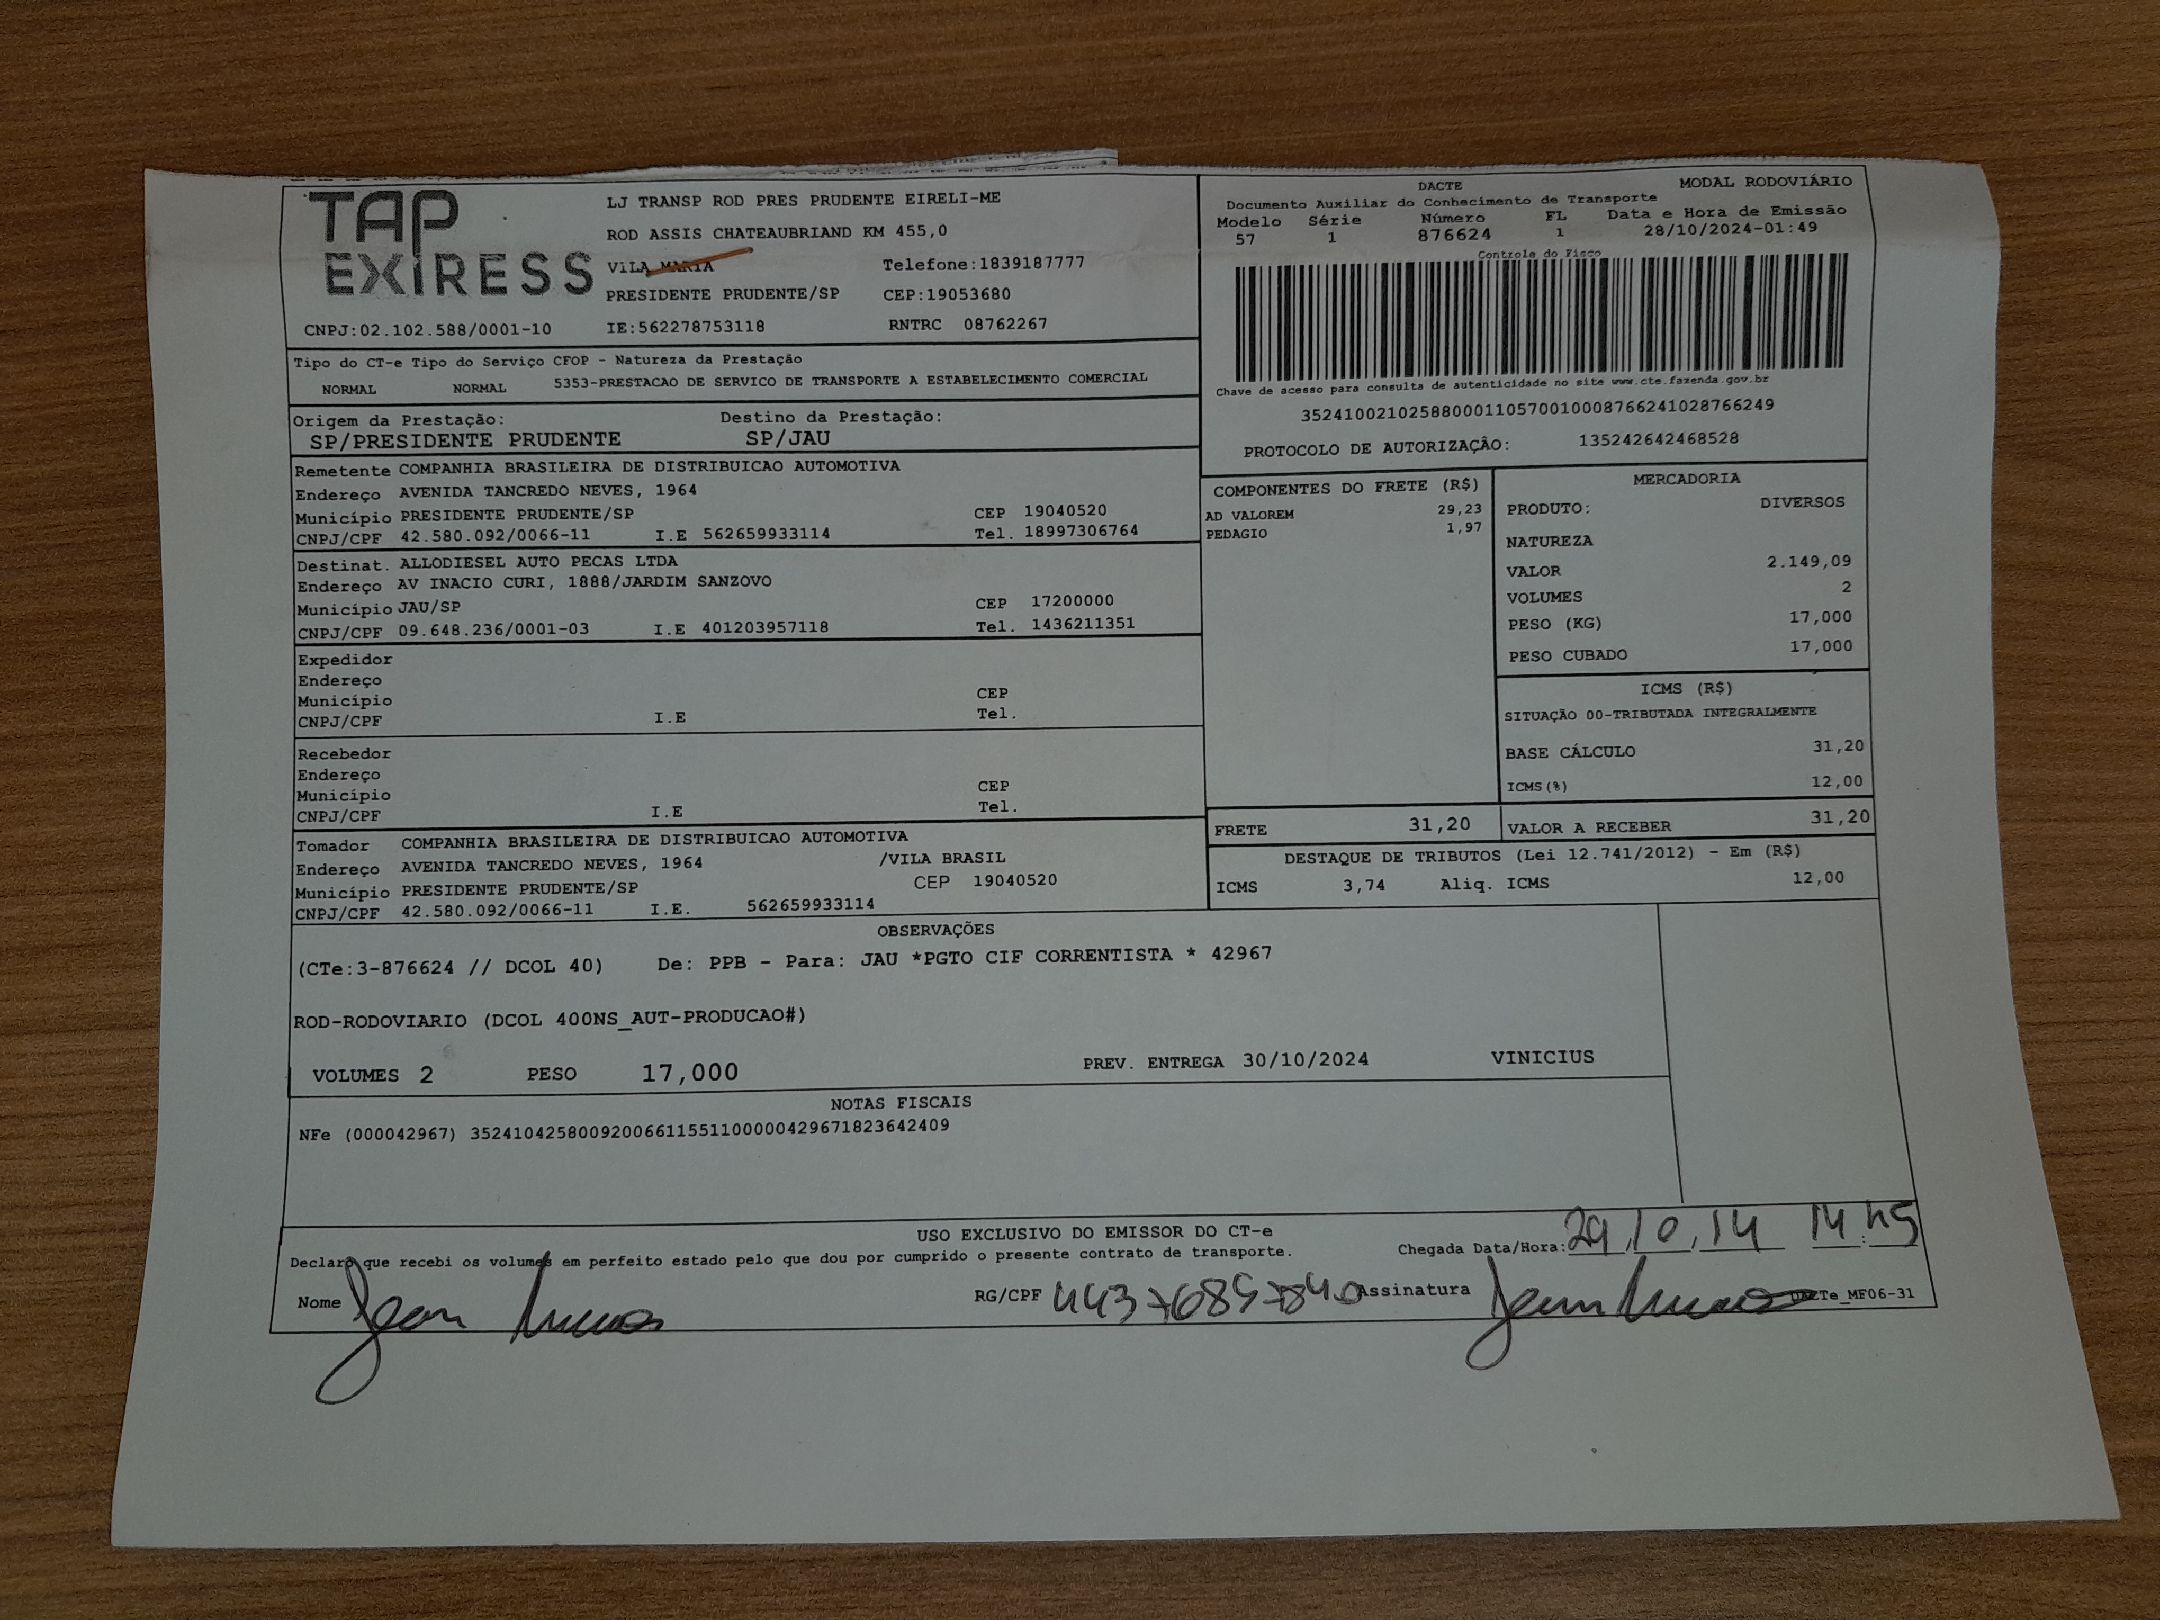 TAP
EXIRESS
CNPJ:02.102.588/0001-10
LJ TRANSP ROD PRES PRUDENTE EIRELI-ME
ROD ASSIS CHATEAUBRIAND KM 455,0
VILA MARIA Telefone:1839187777
PRESIDENTE PRUDENTE/SP CEP:19053680
IE:562278753118 RNTRC 08762267
DACTE MODAL RODOVIÁRIO
Documento Auxiliar do Conhecimento de Transporte
Modelo Série Número FL Data e Hora de Emissão
57 1 876624 1 28/10/2024-01:49
Controle do Fisco
Chave de acesso para consulta de autenticidade no site www.cte.fazenda.gov.br
35241002102588000110570010008766241028766249
PROTOCOLO DE AUTORIZAÇÃO: 135242642468528
Tipo do CT-e Tipo do Serviço CFOP - Natureza da Prestação
NORMAL NORMAL 5353-PRESTACAO DE SERVICO DE TRANSPORTE A ESTABELECIMENTO COMERCIAL
Origem da Prestação: Destino da Prestação:
SP/PRESIDENTE PRUDENTE SP/JAU
Remetente COMPANHIA BRASILEIRA DE DISTRIBUICAO AUTOMOTIVA
Endereço AVENIDA TANCREDO NEVES, 1964
Município PRESIDENTE PRUDENTE/SP CEP 19040520
CNPJ/CPF 42.580.092/0066-11 I.E 562659933114 Tel. 18997306764
Destinat. ALLODIESEL AUTO PECAS LTDA
Endereço AV INACIO CURI, 1888/JARDIM SANZOVO
Município JAU/SP CEP 17200000
CNPJ/CPF 09.648.236/0001-03 I.E 401203957118 Tel. 1436211351
Expedidor
Endereço
Município CEP
CNPJ/CPF I.E Tel.
Recebedor
Endereço
Município CEP
CNPJ/CPF I.E Tel.
Tomador COMPANHIA BRASILEIRA DE DISTRIBUICAO AUTOMOTIVA
Endereço AVENIDA TANCREDO NEVES, 1964 /VILA BRASIL
Município PRESIDENTE PRUDENTE/SP CEP 19040520
CNPJ/CPF 42.580.092/0066-11 I.E. 562659933114
COMPONENTES DO FRETE (R$)
AD VALOREM 29,23
PEDAGIO 1,97
MERCADORIA
PRODUTO: DIVERSOS
NATUREZA
VALOR 2.149,09
VOLUMES 2
PESO (KG) 17,000
PESO CUBADO 17,000
ICMS (R$)
SITUAÇÃO 00-TRIBUTADA INTEGRALMENTE
BASE CÁLCULO 31,20
ICMS(%) 12,00
FRETE 31,20 VALOR A RECEBER 31,20
DESTAQUE DE TRIBUTOS (Lei 12.741/2012) - Em (R$)
ICMS 3,74 Aliq. ICMS 12,00
OBSERVAÇÕES
(CTe:3-876624 // DCOL 40) De: PPB - Para: JAU *PGTO CIF CORRENTISTA * 42967
ROD-RODOVIARIO (DCOL 400NS_AUT-PRODUCAO#)
VOLUMES 2 PESO 17,000 PREV. ENTREGA 30/10/2024 VINICIUS
NOTAS FISCAIS
NFe (000042967) 35241042580092006611551100000429671823642409
USO EXCLUSIVO DO EMISSOR DO CT-e
Declaro que recebi os volumes em perfeito estado pelo que dou por cumprido o presente contrato de transporte.
Chegada Data/Hora: 29,10,14 14:45
Nome Jean RG/CPF Assinatura Jean
MF06-31